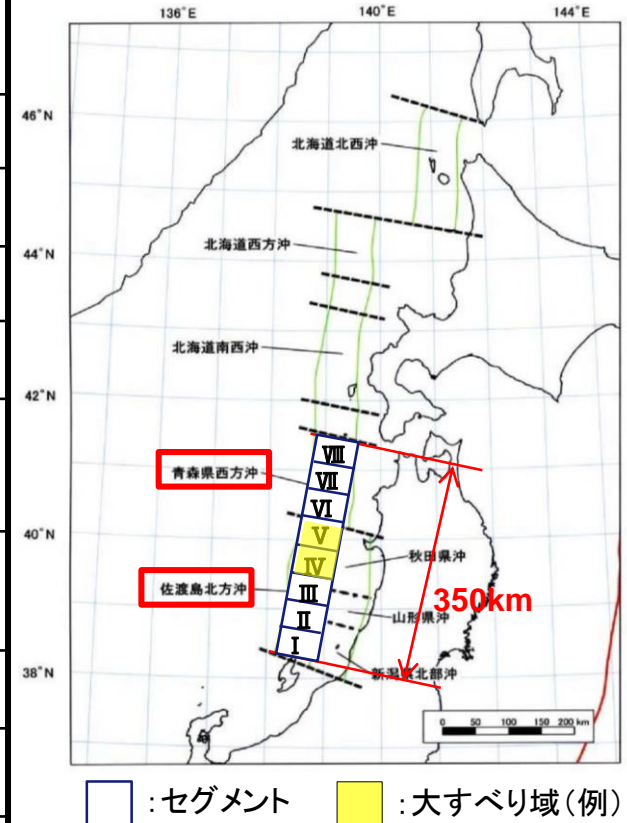 136°E 140°E 144°E
46°N
北海道北西沖
44°N
北海道西方沖
北海道南西沖
42°N
Ⅷ
青森県西方沖
Ⅶ
Ⅵ
40°N
Ⅴ
秋田県沖
Ⅳ
佐渡島北方沖
Ⅲ
350km
山形県沖
Ⅱ
Ⅰ
新潟県北部沖
38°N
0 50 100 150 200 km
:セグメント :大すべり域(例)